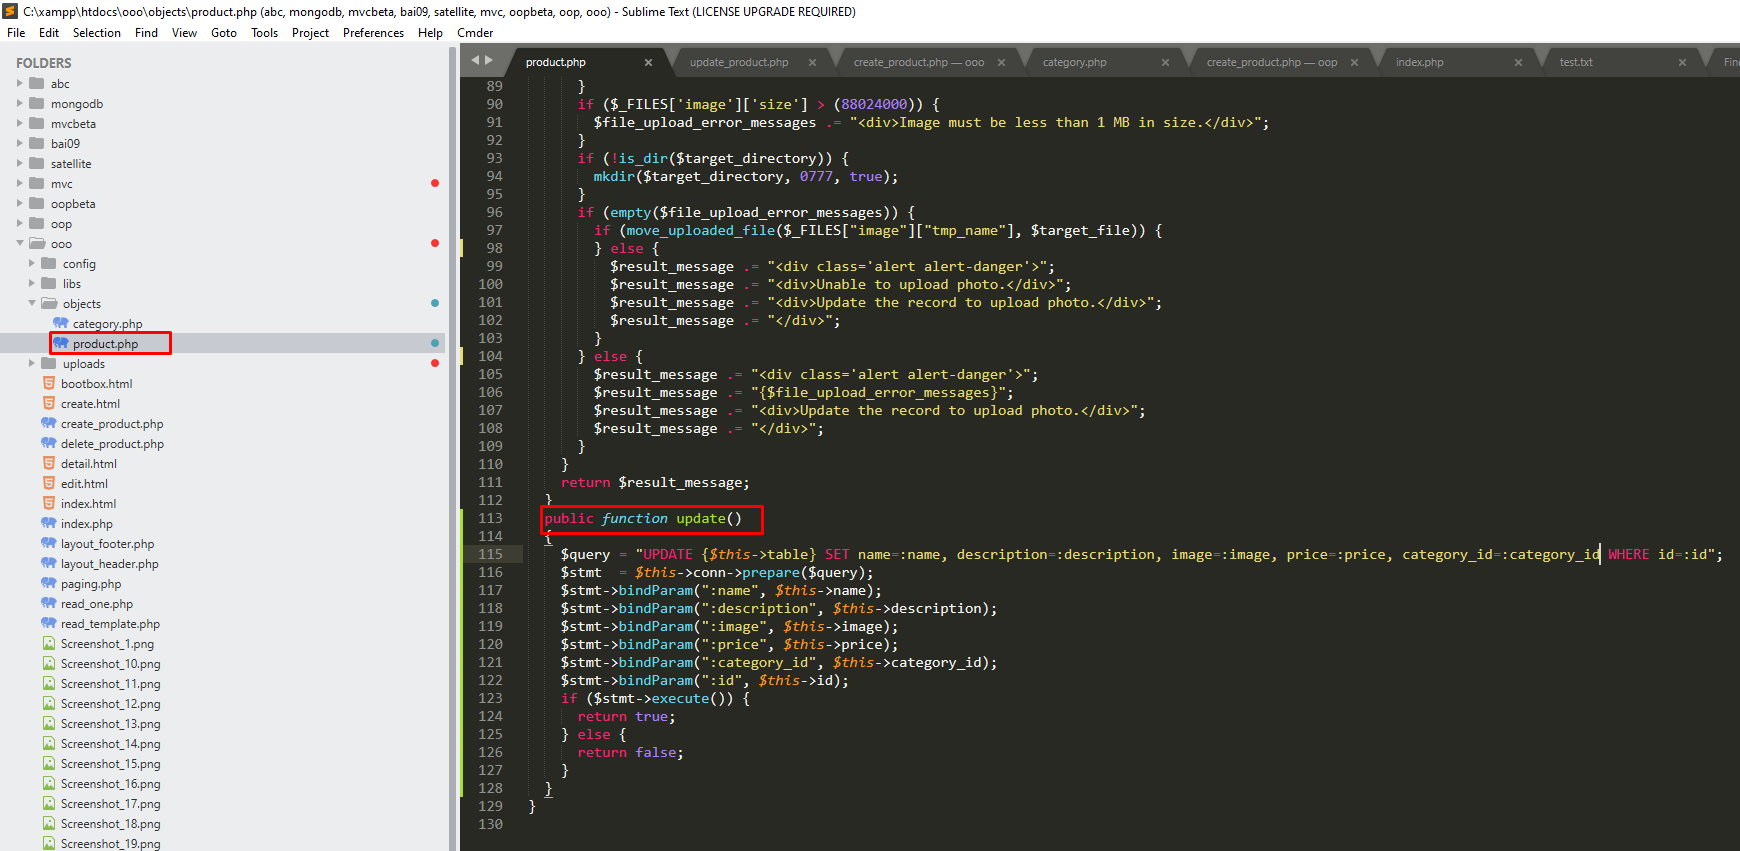 C:\xampp\htdocs\ooo\objects\product.php (abc, mongodb, mvcbeta, bai09, satellite, mvc, oopbeta, oop, ooo) - Sublime Text (LICENSE UPGRADE REQUIRED)
File Edit Selection Find View Goto Tools Project Preferences Help Cmder
FOLDERS
abc
mongodb
mvcbeta
bai09
satellite
mvc
oopbeta
oop
ooo
config
libs
objects
category.php
product.php
uploads
bootbox.html
create.html
create_product.php
delete_product.php
detail.html
edit.html
index.html
index.php
layout_footer.php
layout_header.php
paging.php
read_one.php
read_template.php
Screenshot_1.png
Screenshot_10.png
Screenshot_11.png
Screenshot_12.png
Screenshot_13.png
Screenshot_14.png
Screenshot_15.png
Screenshot_16.png
Screenshot_17.png
Screenshot_18.png
Screenshot_19.png
product.php update_product.php create_product.php — ooo category.php create_product.php — oop index.php test.txt Fin
89 }
90 if ($_FILES['image']['size'] > (88024000)) {
91 $file_upload_error_messages .= "<div>Image must be less than 1 MB in size.</div>";
92 }
93 if (!is_dir($target_directory)) {
94 mkdir($target_directory, 0777, true);
95 }
96 if (empty($file_upload_error_messages)) {
97 if (move_uploaded_file($_FILES["image"]["tmp_name"], $target_file)) {
98 } else {
99 $result_message .= "<div class='alert alert-danger'>";
100 $result_message .= "<div>Unable to upload photo.</div>";
101 $result_message .= "<div>Update the record to upload photo.</div>";
102 $result_message .= "</div>";
103 }
104 } else {
105 $result_message .= "<div class='alert alert-danger'>";
106 $result_message .= "{$file_upload_error_messages}";
107 $result_message .= "<div>Update the record to upload photo.</div>";
108 $result_message .= "</div>";
109 }
110 }
111 return $result_message;
112 }
113 public function update()
114 {
115 $query = "UPDATE {$this->table} SET name=:name, description=:description, image=:image, price=:price, category_id=:category_id WHERE id=:id";
116 $stmt = $this->conn->prepare($query);
117 $stmt->bindParam(":name", $this->name);
118 $stmt->bindParam(":description", $this->description);
119 $stmt->bindParam(":image", $this->image);
120 $stmt->bindParam(":price", $this->price);
121 $stmt->bindParam(":category_id", $this->category_id);
122 $stmt->bindParam(":id", $this->id);
123 if ($stmt->execute()) {
124 return true;
125 } else {
126 return false;
127 }
128 }
129 }
130